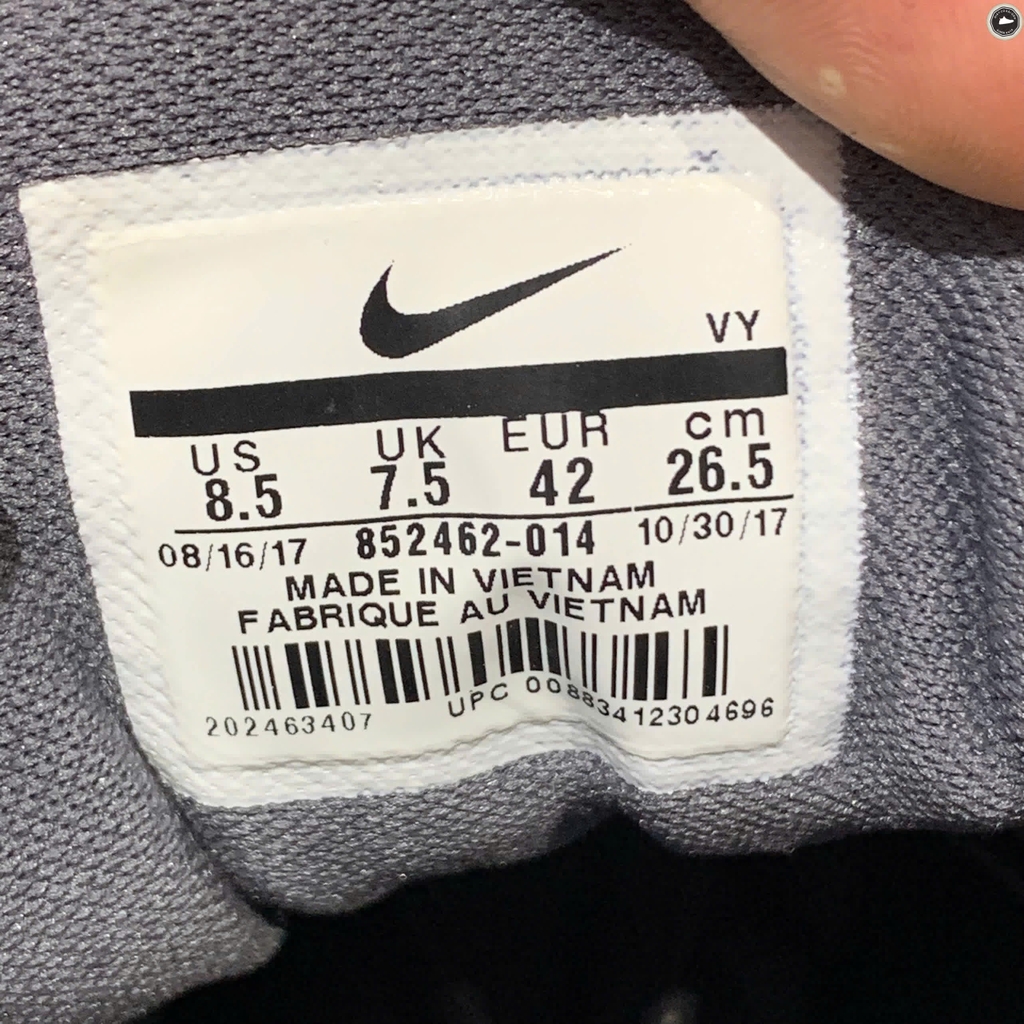 VY
US UK EUR cm
8.5 7.5 42 26.5
08/16/17 852462-014 10/30/17
MADE IN VIETNAM
FABRIQUE AU VIETNAM
202463407 UPC 00883412304696